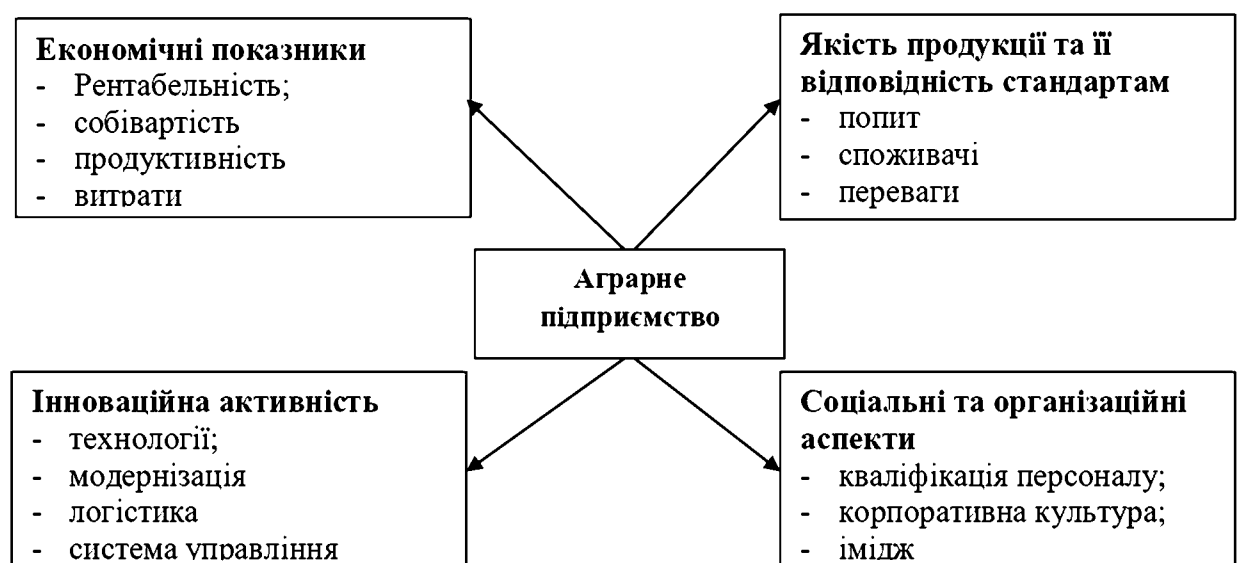 Економічні показники
- Рентабельність;
- собівартість
- продуктивність
- витрати
Якість продукції та її
відповідність стандартам
- попит
- споживачі
- переваги
Аграрне
підприємство
Інноваційна активність
- технології;
- модернізація
- логістика
- система управління
Соціальні та організаційні
аспекти
- кваліфікація персоналу;
- корпоративна культура;
- імідж